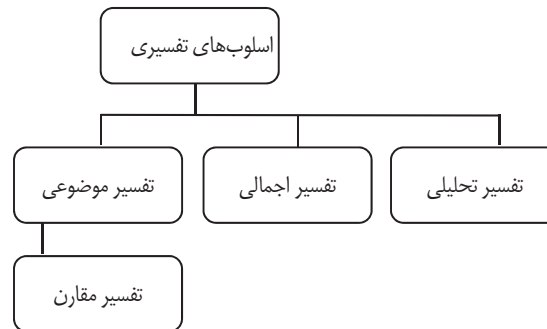 اسلوب‌های تفسیری
تفسیر تحلیلی
تفسیر اجمالی
تفسیر موضوعی
تفسیر مقارن